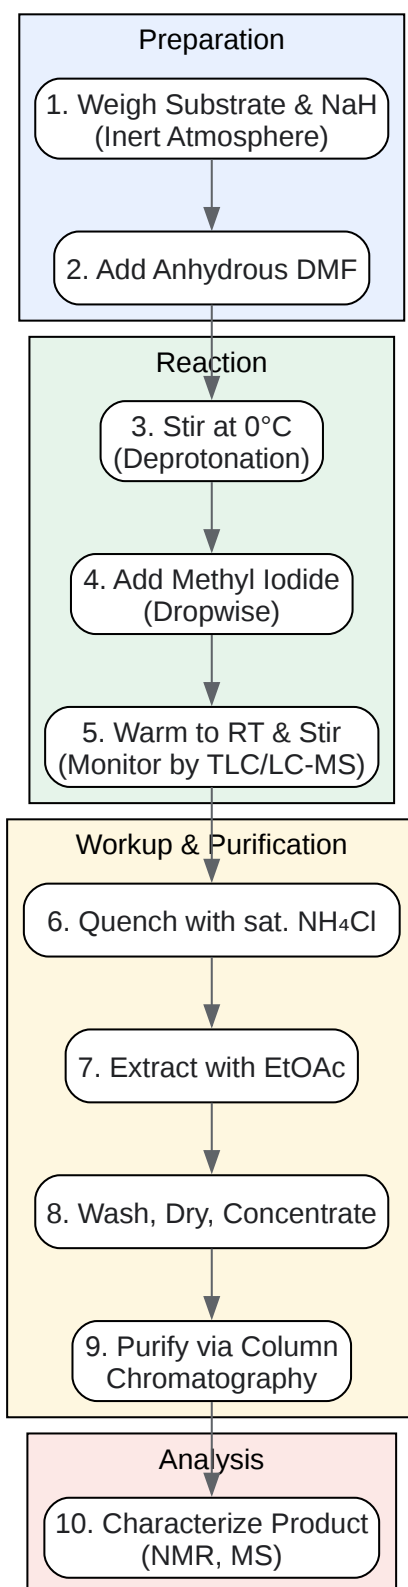 Preparation
1. Weigh Substrate & NaH
(Inert Atmosphere)
2. Add Anhydrous DMF
Reaction
3. Stir at 0°C
(Deprotonation)
4. Add Methyl Iodide
(Dropwise)
5. Warm to RT & Stir
(Monitor by TLC/LC-MS)
Workup & Purification
6. Quench with sat. NH₄Cl
7. Extract with EtOAc
8. Wash, Dry, Concentrate
9. Purify via Column
Chromatography
Analysis
10. Characterize Product
(NMR, MS)